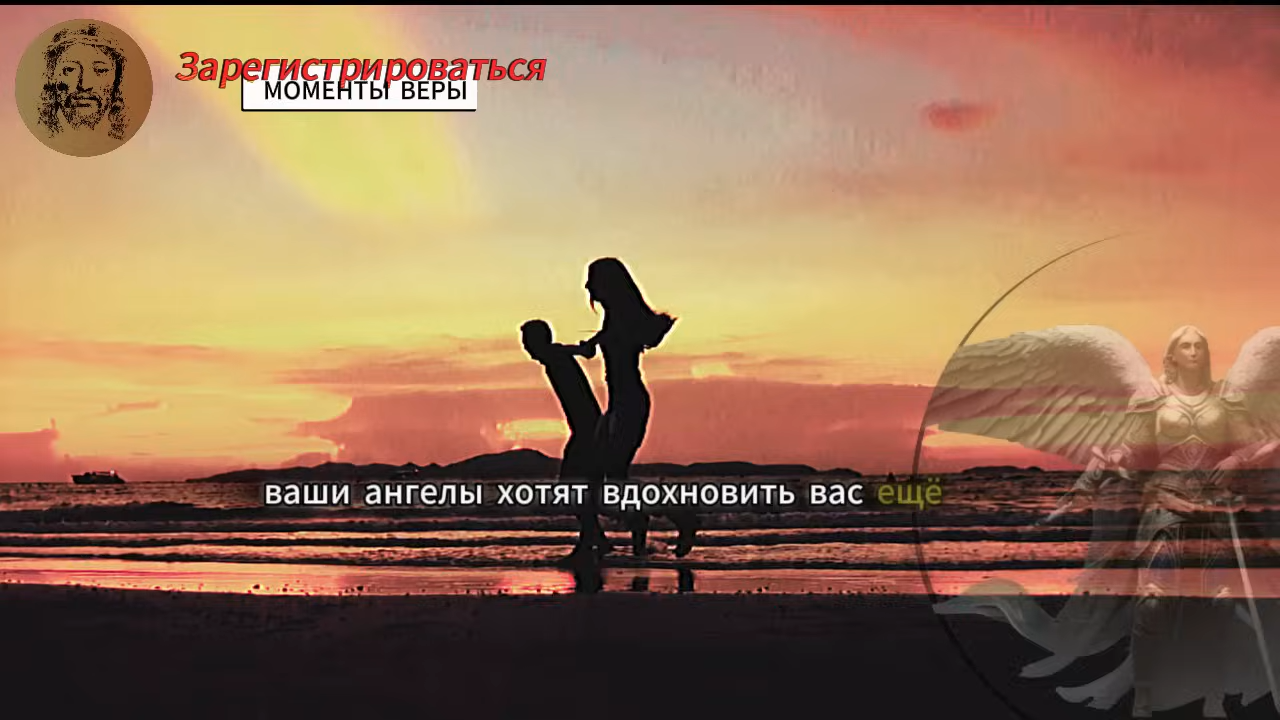 Зарегистрироваться
МОМЕНТЫ ВЕРЫ
ваши ангелы хотят вдохновить вас ещё